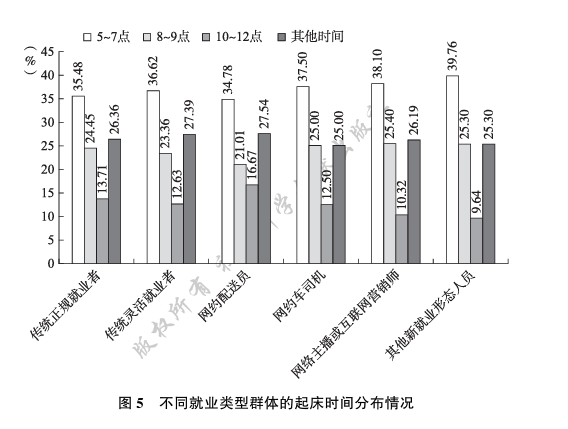 5~7点 8~9点 10~12点 其他时间
(%)
45
40
35
30
25
20
15
10
5
0
35.48 24.45 13.71 26.36
36.62 23.36 12.63 27.39
34.78 21.01 16.67 27.54
37.50 25.00 12.50 25.00
38.10 25.40 10.32 26.19
39.76 25.30 9.64 25.30
传统正规就业者
传统灵活就业者
网约配送员
网约车司机
网络主播或互联网营销师
其他新就业形态人员
版权所有
图 5 不同就业类型群体的起床时间分布情况